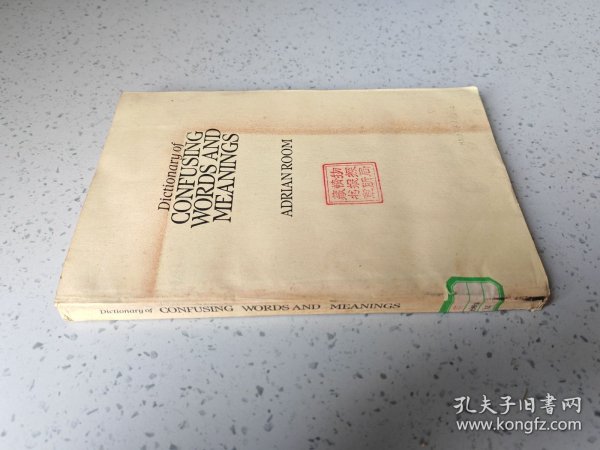 Dictionary of
CONFUSING
WORDS AND
MEANINGS
ADRIAN ROOM
Dictionary of CONFUSING WORDS AND MEANINGS
孔夫子旧書网
www.kongfz.com